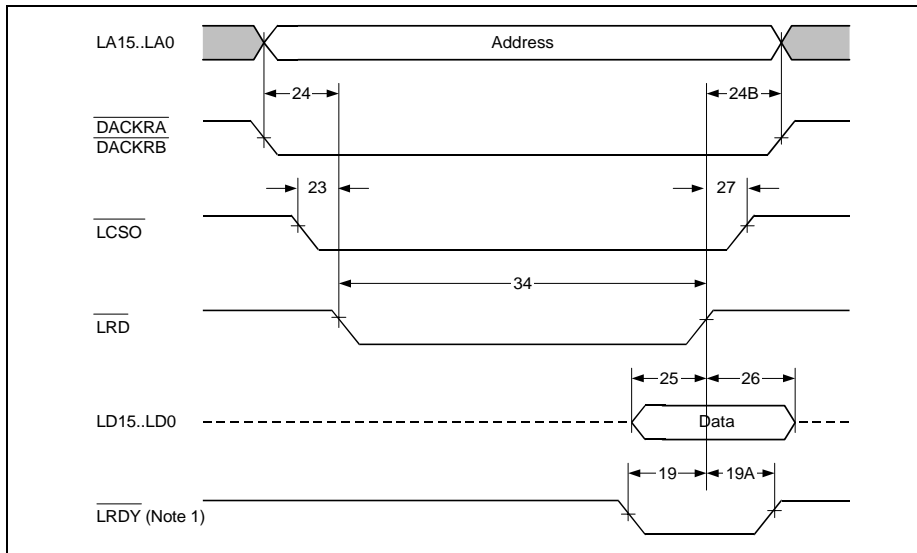 LA15..LA0
Address
24
24B
DACKRA
DACKRB
23
27
LCSO
34
LRD
25
26
LD15..LD0
Data
19
19A
LRDY (Note 1)